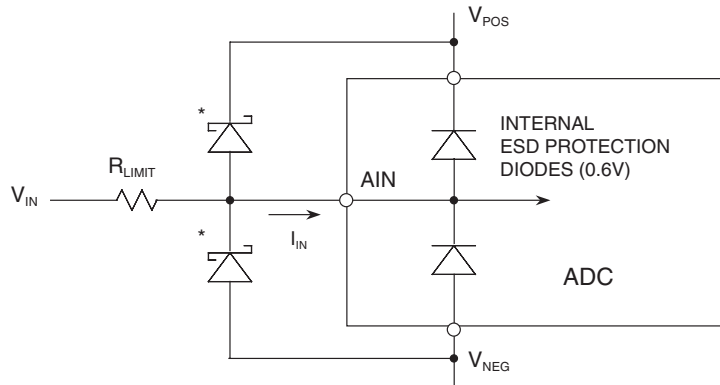 V_POS
*
INTERNAL
ESD PROTECTION
DIODES (0.6V)
R_LIMIT
AIN
V_IN
*
I_IN
ADC
V_NEG